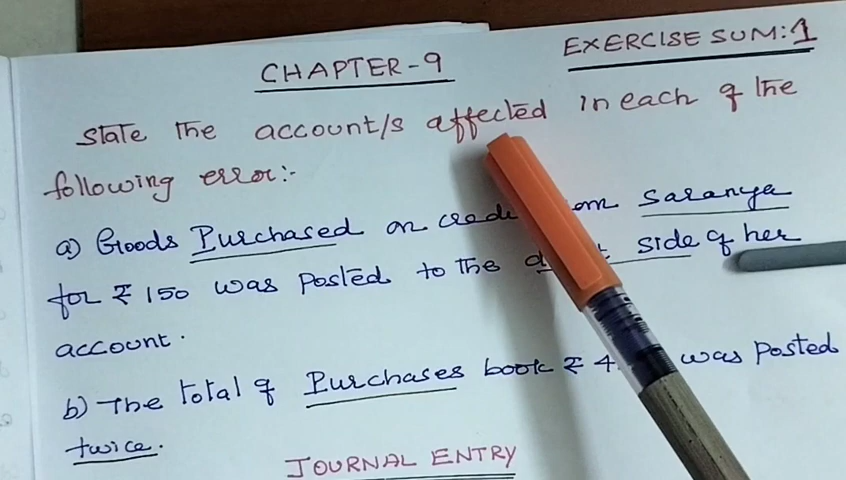 CHAPTER-9
EXERCISE SUM:1
State the account/s affected in each of the
following error:-
a) Goods Purchased on Saranya
for ₹ 150 was posted to the side of her
account.
b) The total of Purchases book ₹ was posted
twice.
JOURNAL ENTRY